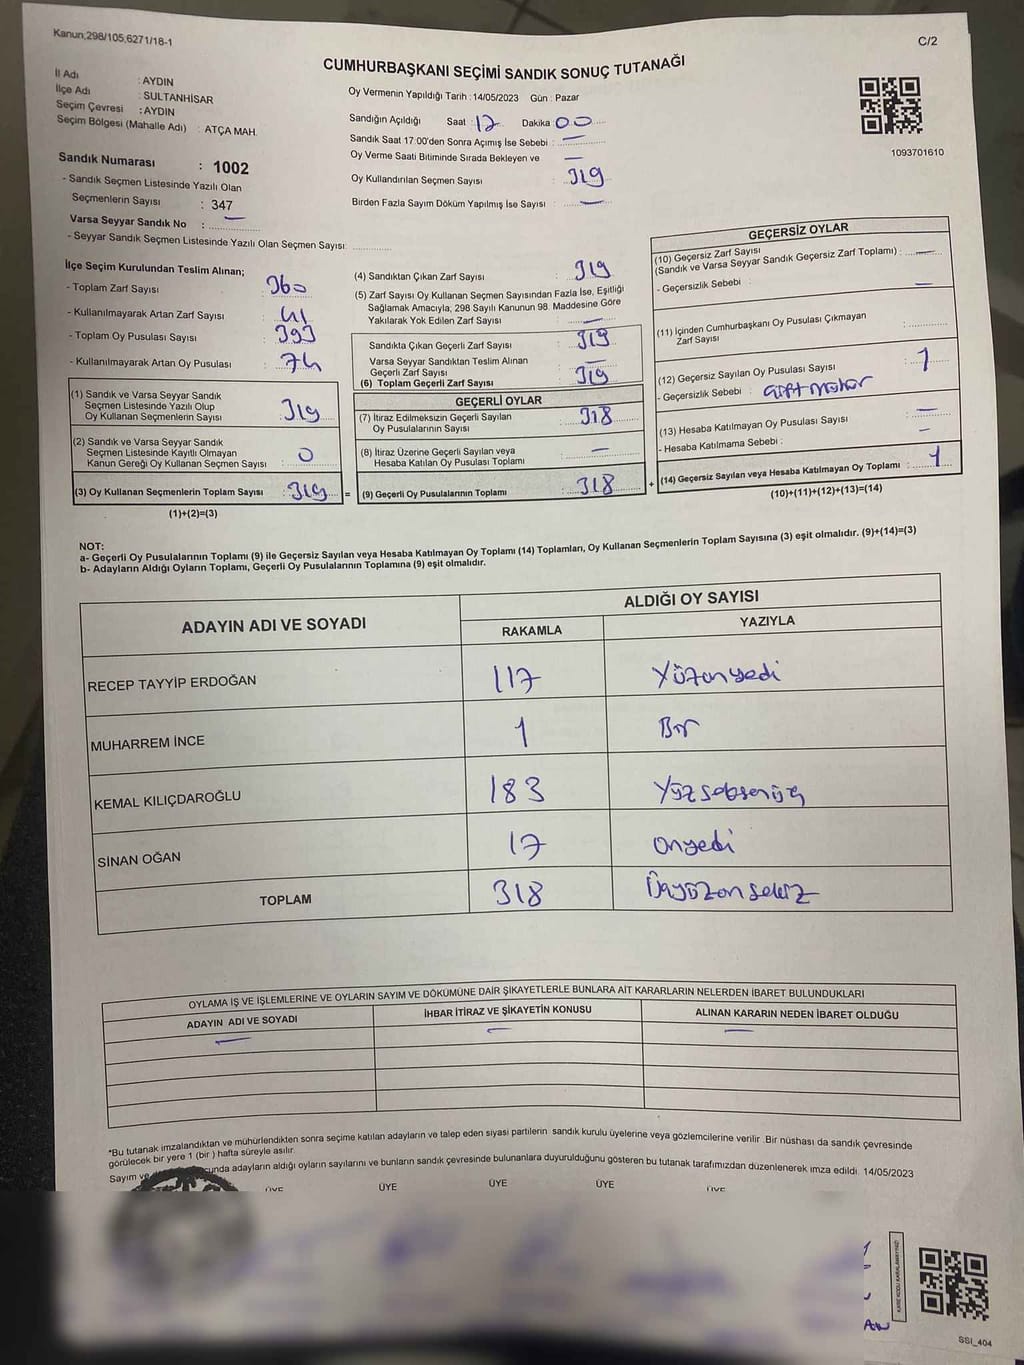 Kanun;298/105,6271/18-1
C/2
CUMHURBAŞKANI SEÇİMİ SANDIK SONUÇ TUTANAĞI
İl Adı : AYDIN
İlçe Adı : SULTANHİSAR
Seçim Çevresi : AYDIN
Seçim Bölgesi (Mahalle Adı) : ATÇA MAH.
Sandık Numarası : 1002
- Sandık Seçmen Listesinde Yazılı Olan
Seçmenlerin Sayısı : 347
Varsa Seyyar Sandık No : —
- Seyyar Sandık Seçmen Listesinde Yazılı Olan Seçmen Sayısı:
Oy Vermenin Yapıldığı Tarih : 14/05/2023 Gün : Pazar
Sandığın Açıldığı Saat : 17 Dakika : 00
Sandık Saat 17:00'den Sonra Açımış İse Sebebi : —
Oy Verme Saati Bitiminde Sırada Bekleyen ve —
Oy Kullandırılan Seçmen Sayısı : 319
Birden Fazla Sayım Döküm Yapılmış İse Sayısı : —
1093701610
İlçe Seçim Kurulundan Teslim Alınan;
- Toplam Zarf Sayısı : 360
- Kullanılmayarak Artan Zarf Sayısı : 41
- Toplam Oy Pusulası Sayısı : 393
- Kullanılmayarak Artan Oy Pusulası : 74
(1) Sandık ve Varsa Seyyar Sandık
Seçmen Listesinde Yazılı Olup
Oy Kullanan Seçmenlerin Sayısı : 319
(2) Sandık ve Varsa Seyyar Sandık
Seçmen Listesinde Kayıtlı Olmayan
Kanun Gereği Oy Kullanan Seçmen Sayısı : 0
(3) Oy Kullanan Seçmenlerin Toplam Sayısı : 319 =
(1)+(2)=(3)
(4) Sandıktan Çıkan Zarf Sayısı : 319
(5) Zarf Sayısı Oy Kullanan Seçmen Sayısından Fazla İse, Eşitliği
Sağlamak Amacıyla, 298 Sayılı Kanunun 98. Maddesine Göre
Yakılarak Yok Edilen Zarf Sayısı : —
Sandıkta Çıkan Geçerli Zarf Sayısı : 319
Varsa Seyyar Sandıktan Teslim Alınan
Geçerli Zarf Sayısı : —
(6) Toplam Geçerli Zarf Sayısı : 319
GEÇERLİ OYLAR
(7) İtiraz Edilmeksizin Geçerli Sayılan
Oy Pusulalarının Sayısı : 318
(8) İtiraz Üzerine Geçerli Sayılan veya
Hesaba Katılan Oy Pusulası Toplamı : —
(9) Geçerli Oy Pusulalarının Toplamı : 318 +
GEÇERSİZ OYLAR
(10) Geçersiz Zarf Sayısı
(Sandık ve Varsa Seyyar Sandık Geçersiz Zarf Toplamı) : —
- Geçersizlik Sebebi : —
(11) İçinden Cumhurbaşkanı Oy Pusulası Çıkmayan
Zarf Sayısı :
(12) Geçersiz Sayılan Oy Pusulası Sayısı : 1
- Geçersizlik Sebebi : çift mühür
(13) Hesaba Katılmayan Oy Pusulası Sayısı : —
- Hesaba Katılmama Sebebi : —
(14) Geçersiz Sayılan veya Hesaba Katılmayan Oy Toplamı : 1
(10)+(11)+(12)+(13)=(14)
NOT:
a- Geçerli Oy Pusulalarının Toplamı (9) ile Geçersiz Sayılan veya Hesaba Katılmayan Oy Toplamı (14) Toplamları, Oy Kullanan Seçmenlerin Toplam Sayısına (3) eşit olmalıdır. (9)+(14)=(3)
b- Adayların Aldığı Oyların Toplamı, Geçerli Oy Pusulalarının Toplamına (9) eşit olmalıdır.
ADAYIN ADI VE SOYADI
ALDIĞI OY SAYISI
RAKAMLA YAZIYLA
RECEP TAYYİP ERDOĞAN 117 Yüzonyedi
MUHARREM İNCE 1 Bir
KEMAL KILIÇDAROĞLU 183 Yüzseksenüç
SİNAN OĞAN 17 Onyedi
TOPLAM 318 Üçyüzonsekiz
OYLAMA İŞ VE İŞLEMLERİNE VE OYLARIN SAYIM VE DÖKÜMÜNE DAİR ŞİKAYETLERLE BUNLARA AİT KARARLARIN NELERDEN İBARET BULUNDUKLARI
ADAYIN ADI VE SOYADI İHBAR İTİRAZ VE ŞİKAYETİN KONUSU ALINAN KARARIN NEDEN İBARET OLDUĞU
— — —
*Bu tutanak imzalandıktan ve mühürlendikten sonra seçime katılan adayların ve talep eden siyasi partilerin sandık kurulu üyelerine veya gözlemcilerine verilir. Bir nüshası da sandık çevresinde
görülecek bir yere 1 (bir) hafta süreyle asılır.
Sayım ve unda adayların aldığı oyların sayılarını ve bunların sandık çevresinde bulunanlara duyurulduğunu gösteren bu tutanak tarafımızdan düzenlenerek imza edildi. 14/05/2023
ÜYE ÜYE ÜYE ÜYE ÜYE
SSİ_404